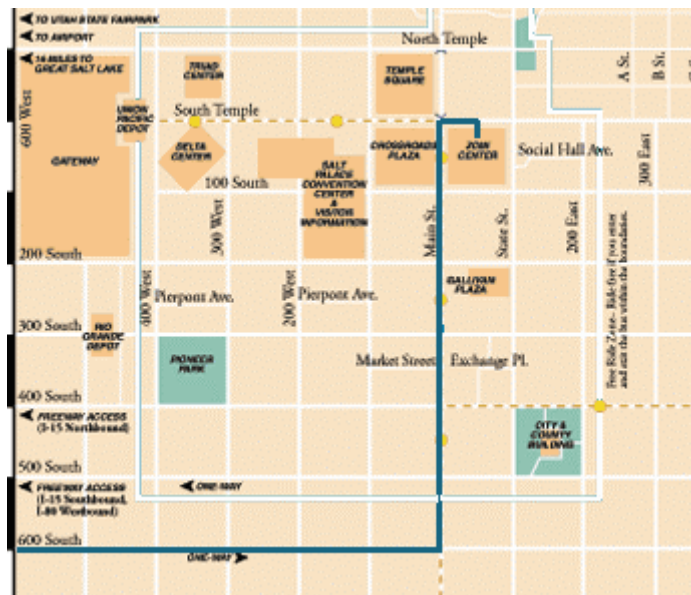 TO UTAH STATE FAIRPARK
TO AIRPORT
16 MILES TO
GREAT SALT LAKE
North Temple
TRIAD
CENTER
TEMPLE
SQUARE
A St.
B St.
600 West
UNION
PACIFIC
DEPOT
South Temple
GATEWAY
DELTA
CENTER
CROSSROADS
PLAZA
ZCMI
CENTER
Social Hall Ave.
300 East
SALT
PALACE
CONVENTION
CENTER
&
VISITOR
INFORMATION
100 South
300 West
Main St.
State St.
200 East
200 South
400 West
Pierpont Ave.
200 West
Pierpont Ave.
GALLIVAN
PLAZA
Free Ride Zone - Ride free if you enter
and exit the bus within the boundaries.
300 South
RIO
GRANDE
DEPOT
PIONEER
PARK
Market Street
Exchange Pl.
400 South
FREEWAY ACCESS
(I-15 Northbound)
CITY &
COUNTY
BUILDING
500 South
FREEWAY ACCESS
(I-15 Southbound,
I-80 Westbound)
ONE-WAY
600 South
ONE-WAY